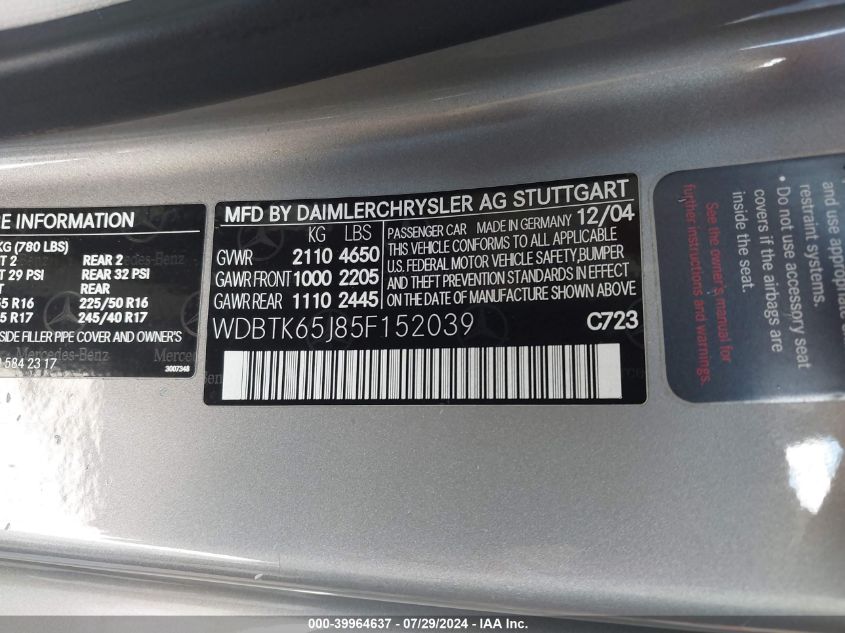 RE INFORMATION
KG (780 LBS)
T 2 REAR 2
T 29 PSI REAR 32 PSI
REAR
5 R16 225/50 R16
5 R17 245/40 R17
SIDE FILLER PIPE COVER AND OWNER'S
584 23 17
3007348
Mercedes-Benz
MFD BY DAIMLERCHRYSLER AG STUTTGART
KG LBS
GVWR 2110 4650
GAWR FRONT 1000 2205
GAWR REAR 1110 2445
PASSENGER CAR MADE IN GERMANY 12/04
THIS VEHICLE CONFORMS TO ALL APPLICABLE
U.S. FEDERAL MOTOR VEHICLE SAFETY,BUMPER
AND THEFT PREVENTION STANDARDS IN EFFECT
ON THE DATE OF MANUFACTURE SHOWN ABOVE
WDBTK65J85F152039 C723
restraint systems.
• Do not use accessory seat
covers if the airbags are
inside the seat.
See the owner's manual for
further instructions and warnings.
000-39964637 / 07/29/2024 - IAA, Inc.